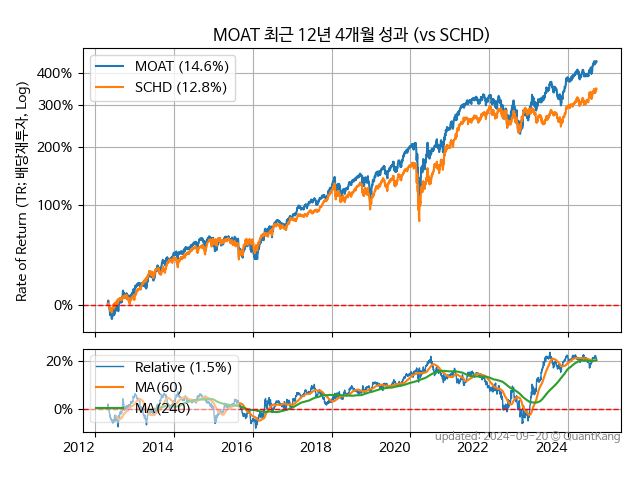 MOAT 최근 12년 4개월 성과 (vs SCHD)
Rate of Return (TR; 배당재투자, Log)
400%
300%
200%
100%
0%
MOAT (14.6%)
SCHD (12.8%)
20%
0%
Relative (1.5%)
MA(60)
MA(240)
2012
2014
2016
2018
2020
2022
2024
updated: 2024-09-20 © QuantKang